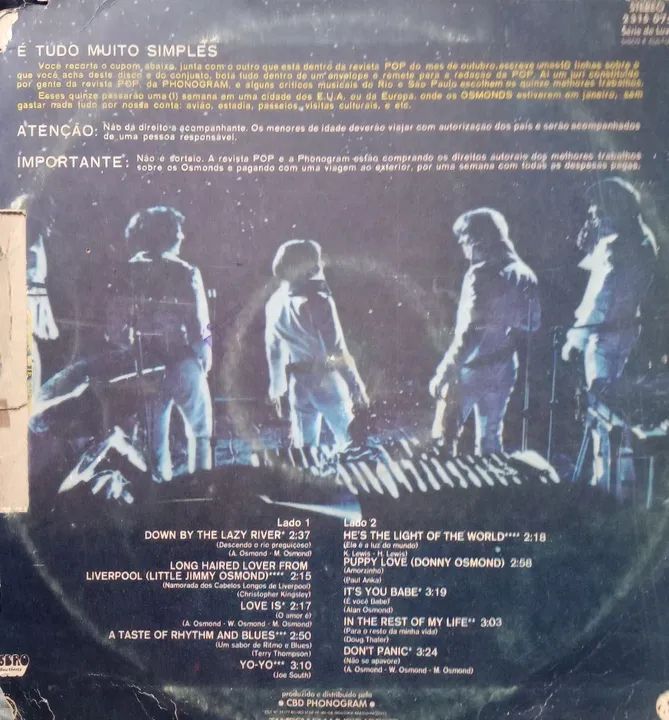 STEREO
É TUDO MUITO SIMPLES
Você recorta o cupom abaixo, junta com o outro que está dentro da revista POP do mes de outubro, escreve umas 10 linhas sobre o
que você acha deste disco e do conjunto, bota tudo dentro de um envelope e remete para a redação da POP. Aí um juri constituido
por gente da revista POP, da PHONOGRAM, e alguns críticos musicais do Rio e São Paulo escolhem os quinze melhores trabalhos.
Esses quinze passarão uma (1) semana em uma cidade dos E.U.A. ou da Europa, onde os OSMONDS estiverem em janeiro, sem
gastar nada tudo por nossa conta: avião, estadia, passeios, visitas culturais, e etc.
ATENÇÃO: Não dá direito a acompanhante. Os menores de idade deverão viajar com autorização dos pais e serão acompanhados
de uma pessoa responsável.
IMPORTANTE: Não é sorteio. A revista POP e a Phonogram estão comprando os direitos autorais dos melhores trabalhos
sobre os Osmonds e pagando com uma viagem ao exterior, por uma semana com todas as despesas pagas.
Lado 1
DOWN BY THE LAZY RIVER* 2:37
(Descendo o rio preguiçoso)
(A. Osmond - M. Osmond)
LONG HAIRED LOVER FROM
LIVERPOOL (LITTLE JIMMY OSMOND)**** 2:15
(Namorada dos Cabelos Longos de Liverpool)
(Christopher Kingsley)
LOVE IS* 2:17
(O amor é)
(A. Osmond - W. Osmond - M. Osmond)
A TASTE OF RHYTHM AND BLUES*** 2:50
(Um sabor de Ritmo e Blues)
(Terry Thompson)
YO-YO*** 3:10
(Joe South)
Lado 2
HE'S THE LIGHT OF THE WORLD**** 2:18
(Ele é a luz do mundo)
K. Lewis - H. Lewis)
PUPPY LOVE (DONNY OSMOND) 2:58
(Amorzinho)
(Paul Anka)
IT'S YOU BABE* 3:19
(É você Babe)
(Alan Osmond)
IN THE REST OF MY LIFE** 3:03
(Para o resto da minha vida)
(Doug Thaler)
DON'T PANIC* 3:24
(Não se apavore)
(A. Osmond - W. Osmond - M. Osmond)
produzido e distribuido pela
CBD PHONOGRAM